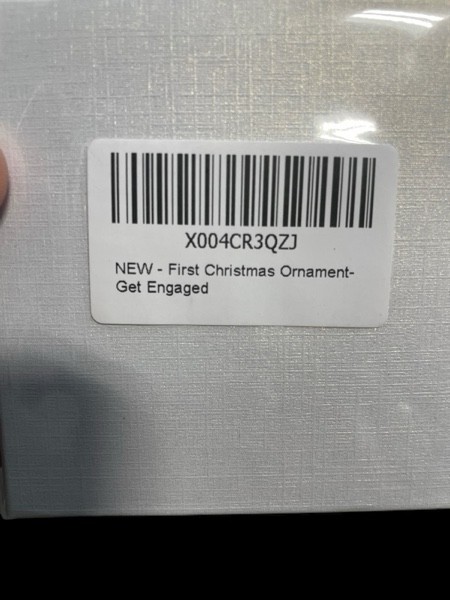 X004CR3QZJ
NEW - First Christmas Ornament-
Get Engaged